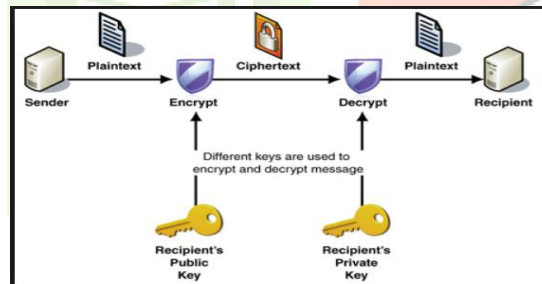 Plaintext
Ciphertext
Plaintext
Sender
Encrypt
Decrypt
Recipient
Different keys are used to
encrypt and decrypt message
Recipient's
Public
Key
Recipient's
Private
Key